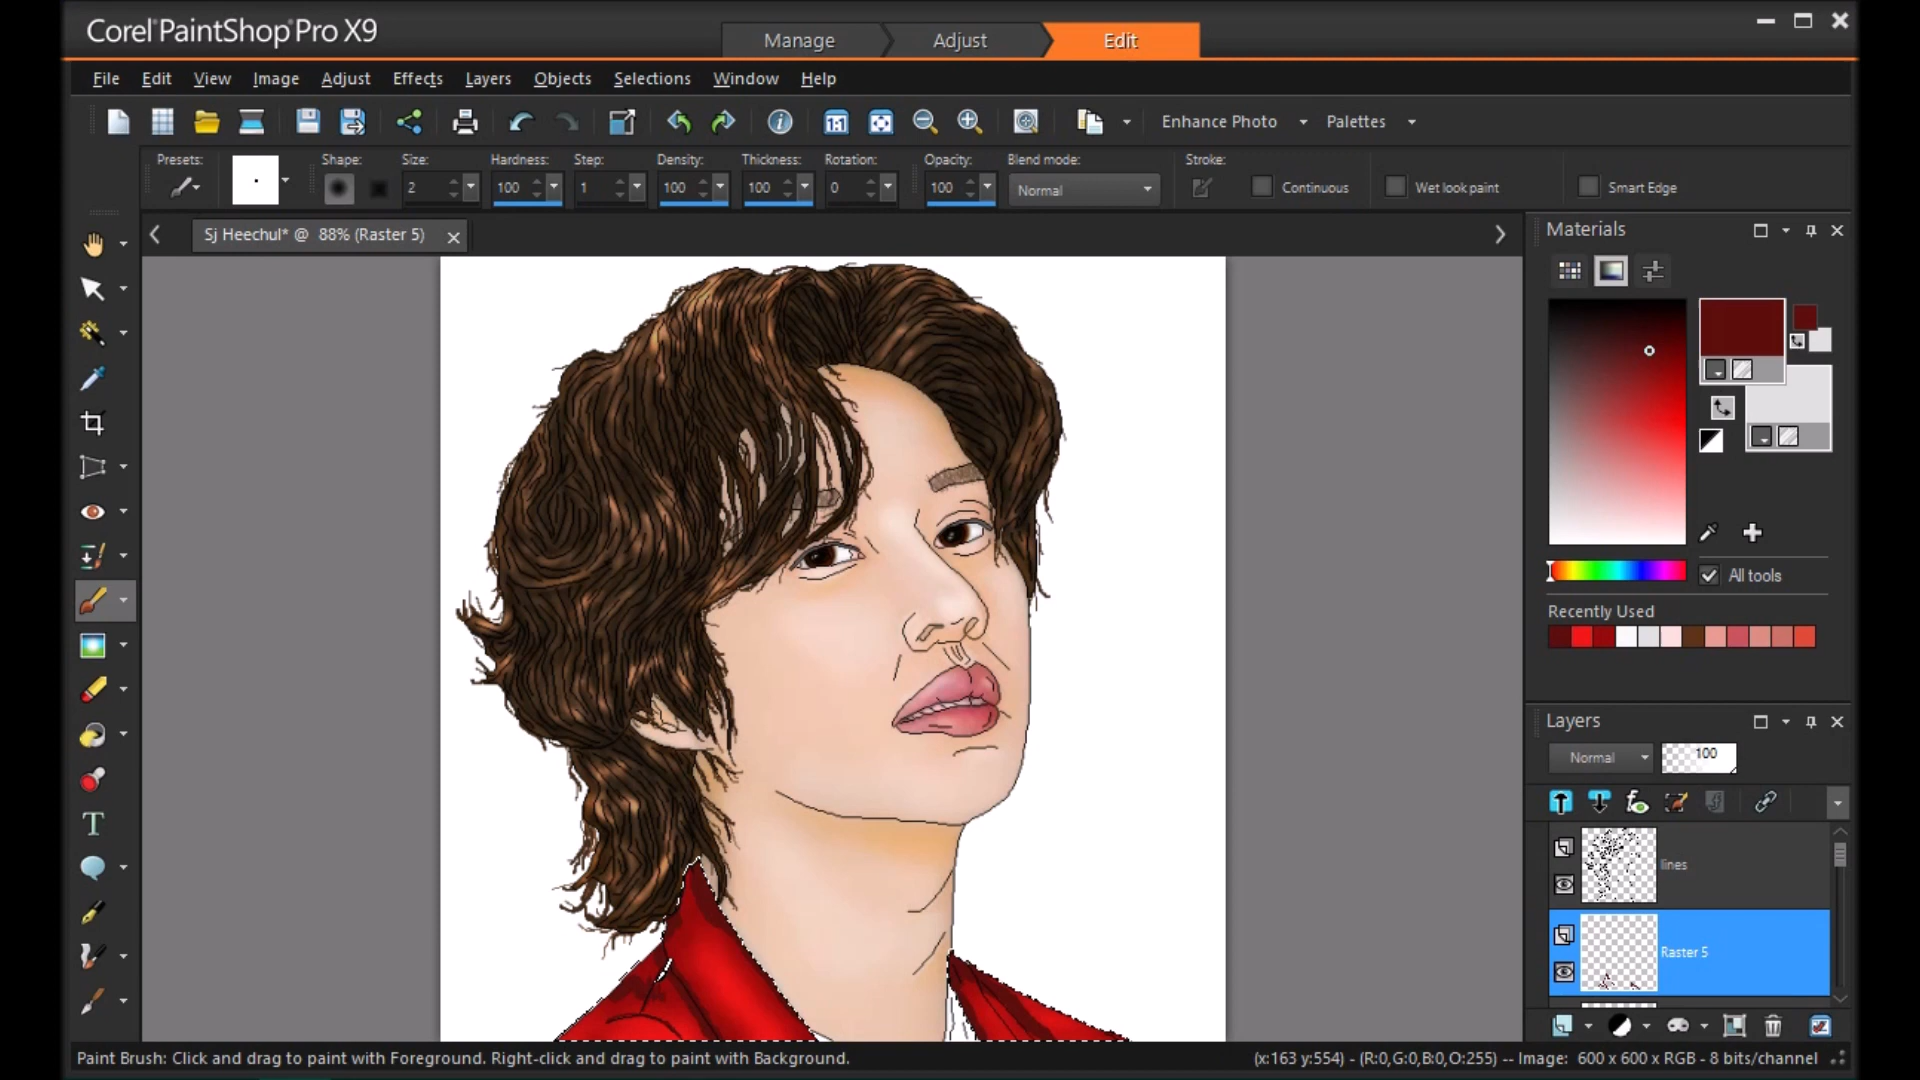 Corel PaintShop Pro X9
Manage Adjust Edit
File Edit View Image Adjust Effects Layers Objects Selections Window Help
1:1 Enhance Photo Palettes
Presets: Shape: Size: Hardness: Step: Density: Thickness: Rotation: Opacity: Blend mode: Stroke:
2 100 1 100 100 0 100 Normal Continuous Wet look paint Smart Edge
Sj Heechul* @ 88% (Raster 5)
Materials
All tools
Recently Used
Layers
Normal 100
lines
Raster 5
Paint Brush: Click and drag to paint with Foreground. Right-click and drag to paint with Background.
(x:163 y:554) - (R:0,G:0,B:0,O:255) -- Image: 600 x 600 x RGB - 8 bits/channel